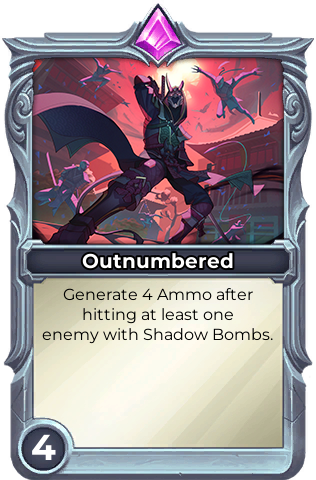 Outnumbered
Generate 4 Ammo after
hitting at least one
enemy with Shadow Bombs.
4